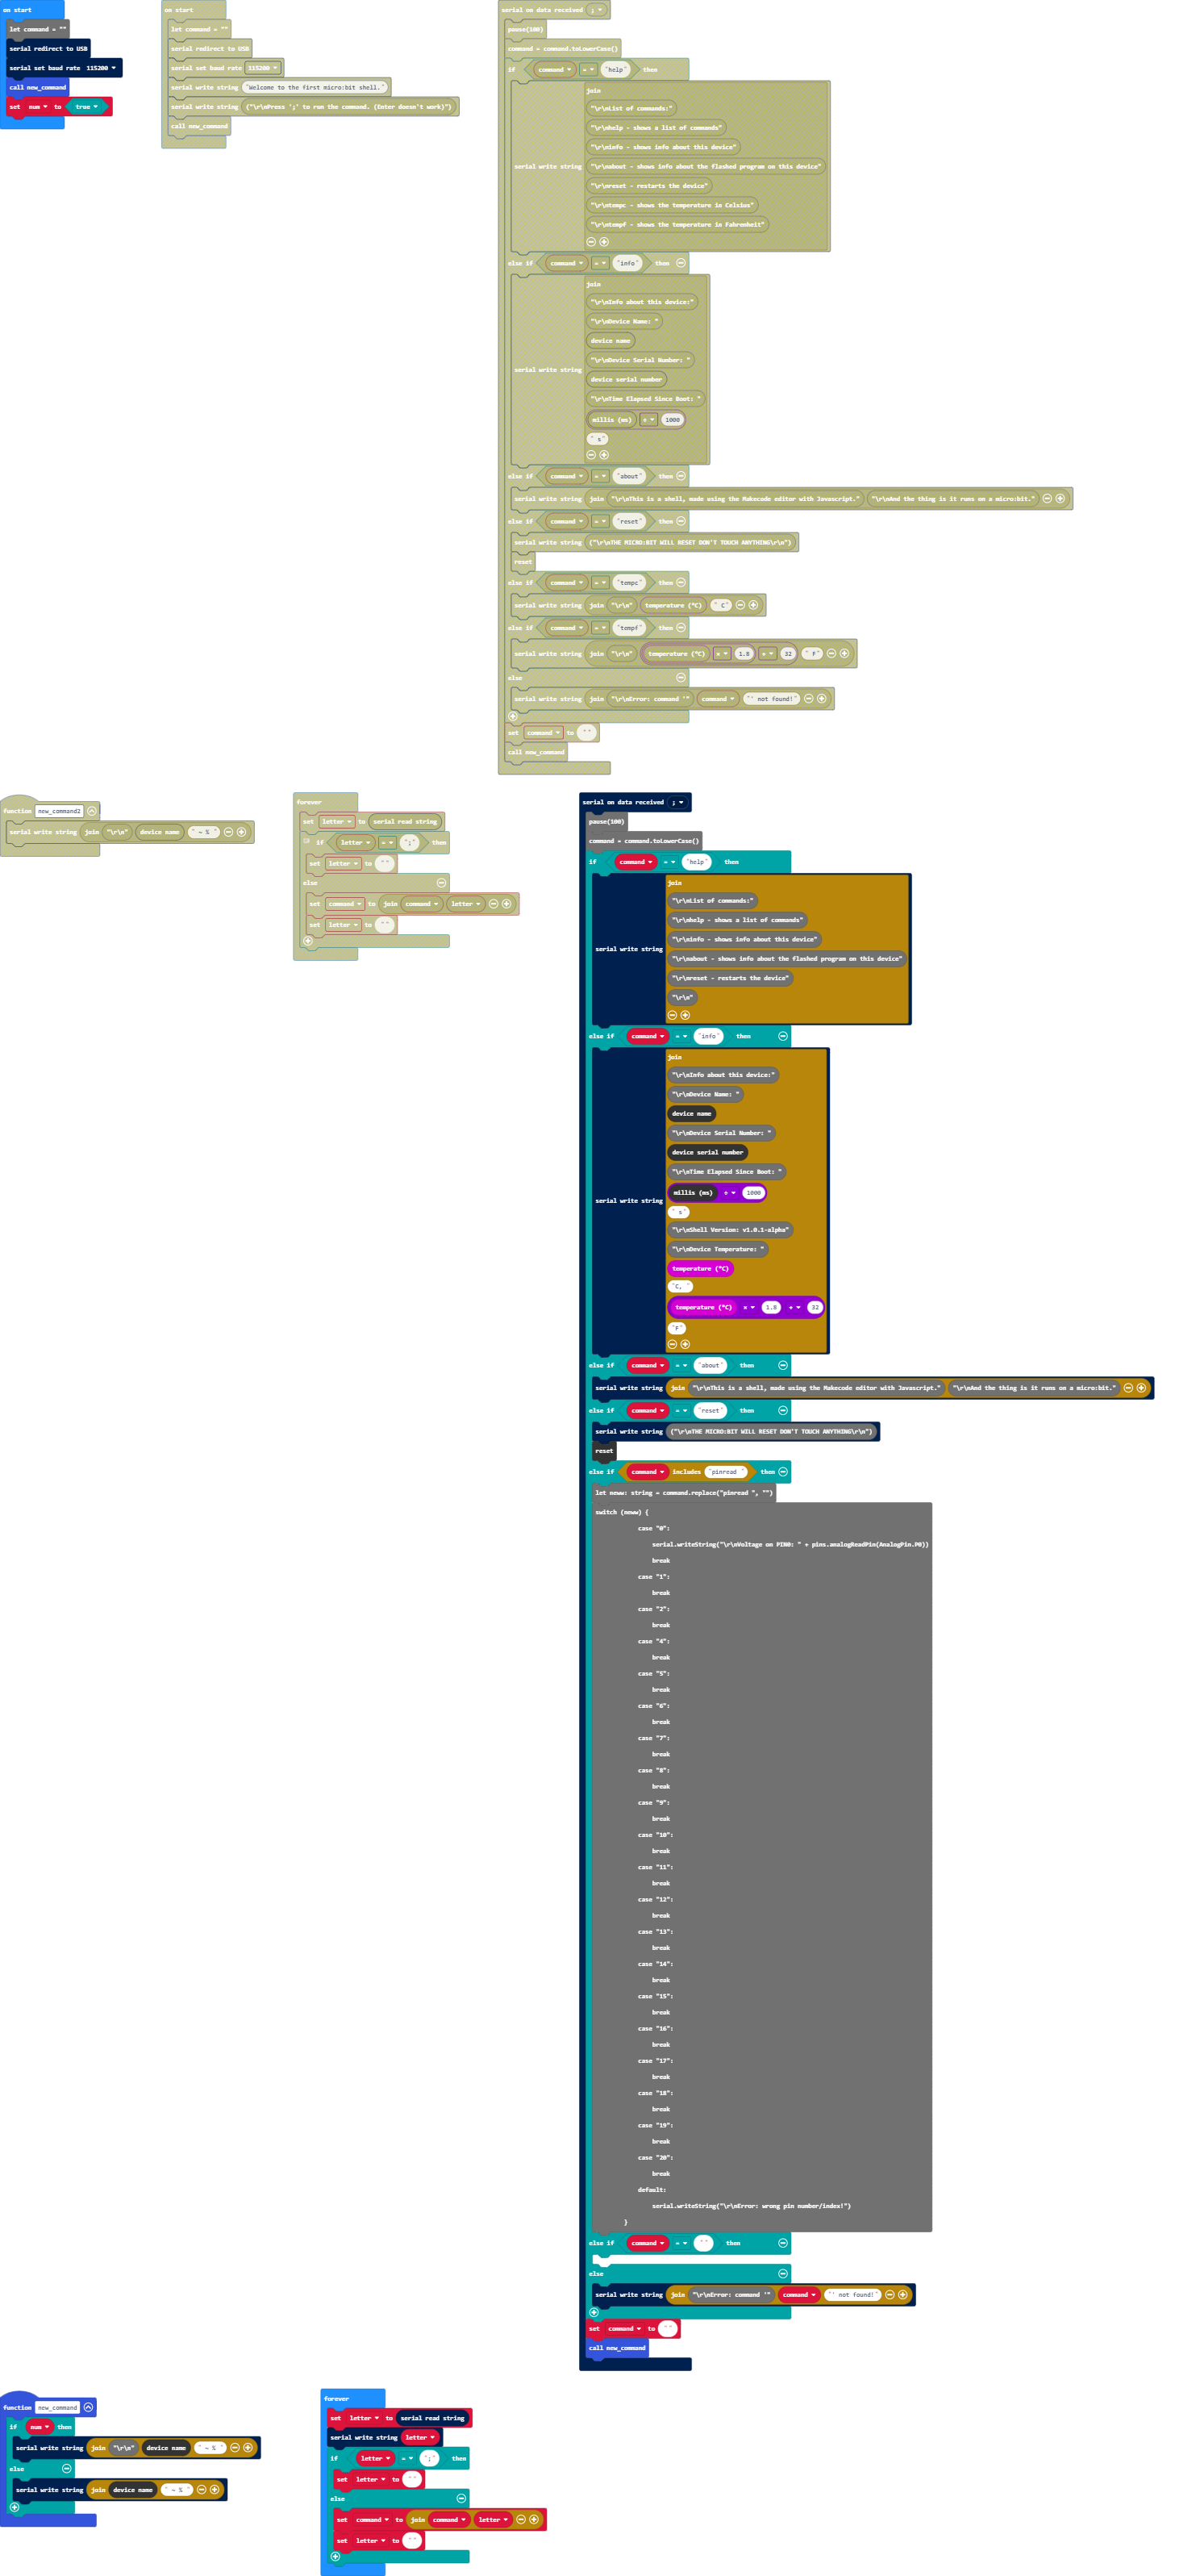 on start
let command = ""
serial redirect to USB
serial set baud rate 115200
call new_command
set num to true
on start
let command = ""
serial redirect to USB
serial set baud rate 115200
serial write string "Welcome to the first micro:bit shell."
serial write string ("\r\nPress ';' to run the command. (Enter doesn't work)")
call new_command
serial on data received ;
pause(100)
command = command.toLowerCase()
if command = "help" then
join
"\r\nList of commands:"
"\r\nhelp - shows a list of commands"
"\r\ninfo - shows info about this device"
serial write string "\r\nabout - shows info about the flashed program on this device"
"\r\nreset - restarts the device"
"\r\ntempc - shows the temperature in Celsius"
"\r\ntempf - shows the temperature in Fahrenheit"
else if command = "info" then
join
"\r\nInfo about this device:"
"\r\nDevice Name: "
device name
"\r\nDevice Serial Number: "
serial write string
device serial number
"\r\nTime Elapsed Since Boot: "
millis (ms) ÷ 1000
" s"
else if command = "about" then
serial write string join "\r\nThis is a shell, made using the Makecode editor with Javascript." "\r\nAnd the thing is it runs on a micro:bit."
else if command = "reset" then
serial write string ("\r\nTHE MICRO:BIT WILL RESET DON'T TOUCH ANYTHING\r\n")
reset
else if command = "tempc" then
serial write string join "\r\n" temperature (°C) " C"
else if command = "tempf" then
serial write string join "\r\n" temperature (°C) × 1.8 + 32 " F"
else
serial write string join "\r\nError: command '" command "' not found!"
set command to ""
call new_command
function new_command2
serial write string join "\r\n" device name " ~ % "
forever
set letter to serial read string
if letter = ";" then
set letter to ""
else
set command to join command letter
set letter to ""
serial on data received ;
pause(100)
command = command.toLowerCase()
if command = "help" then
join
"\r\nList of commands:"
"\r\nhelp - shows a list of commands"
"\r\ninfo - shows info about this device"
serial write string
"\r\nabout - shows info about the flashed program on this device"
"\r\nreset - restarts the device"
"\r\n"
else if command = "info" then
join
"\r\nInfo about this device:"
"\r\nDevice Name: "
device name
"\r\nDevice Serial Number: "
device serial number
"\r\nTime Elapsed Since Boot: "
millis (ms) ÷ 1000
serial write string
" s"
"\r\nShell Version: v1.0.1-alpha"
"\r\nDevice Temperature: "
temperature (°C)
"C, "
temperature (°C) × 1.8 + 32
"F"
else if command = "about" then
serial write string join "\r\nThis is a shell, made using the Makecode editor with Javascript." "\r\nAnd the thing is it runs on a micro:bit."
else if command = "reset" then
serial write string ("\r\nTHE MICRO:BIT WILL RESET DON'T TOUCH ANYTHING\r\n")
reset
else if command includes "pinread " then
let neww: string = command.replace("pinread ", "")
switch (neww) {
case "0":
serial.writeString("\r\nVoltage on PIN0: " + pins.analogReadPin(AnalogPin.P0))
break
case "1":
break
case "2":
break
case "4":
break
case "5":
break
case "6":
break
case "7":
break
case "8":
break
case "9":
break
case "10":
break
case "11":
break
case "12":
break
case "13":
break
case "14":
break
case "15":
break
case "16":
break
case "17":
break
case "18":
break
case "19":
break
case "20":
break
default:
serial.writeString("\r\nError: wrong pin number/index!")
}
else if command = "" then
else
serial write string join "\r\nError: command '" command "' not found!"
set command to ""
call new_command
function new_command
if num then
serial write string join "\r\n" device name " ~ % "
else
serial write string join device name " ~ % "
forever
set letter to serial read string
serial write string letter
if letter = ";" then
set letter to ""
else
set command to join command letter
set letter to ""